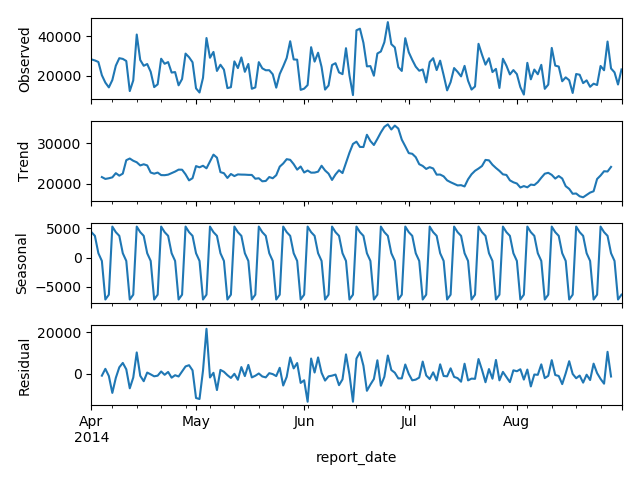 Observed
40000
20000
Trend
30000
20000
Seasonal
5000
0
−5000
Residual
20000
0
Apr May Jun Jul Aug
2014
report_date